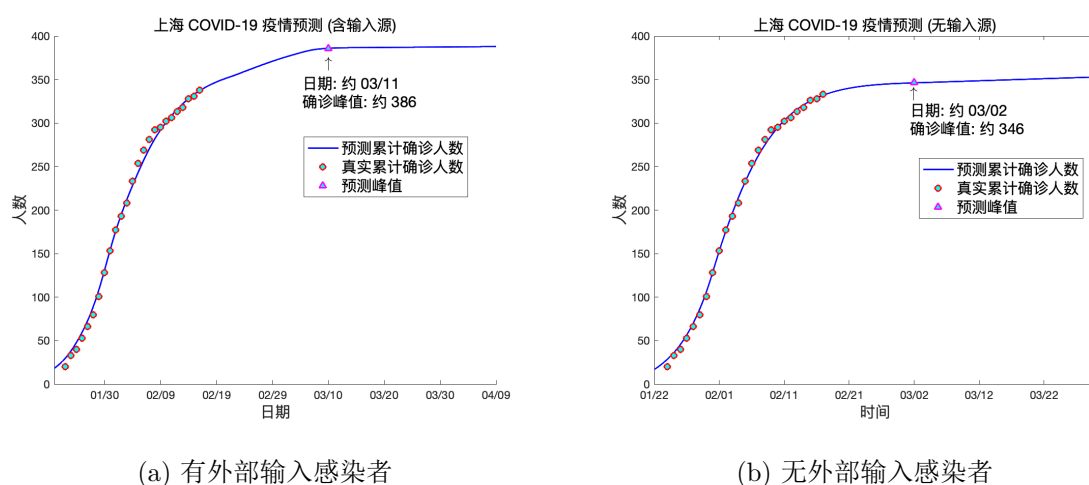 上海 COVID-19 疫情预测 (含输入源)
400
350
300
250
200
150
100
50
0
人数
日期: 约 03/11
确诊峰值: 约 386
预测累计确诊人数
真实累计确诊人数
预测峰值
01/30 02/09 02/19 02/29 03/10 03/20 03/30 04/09
日期
(a) 有外部输入感染者
上海 COVID-19 疫情预测 (无输入源)
400
350
300
250
200
150
100
50
0
人数
日期: 约 03/02
确诊峰值: 约 346
预测累计确诊人数
真实累计确诊人数
预测峰值
01/22 02/01 02/11 02/21 03/02 03/12 03/22
时间
(b) 无外部输入感染者